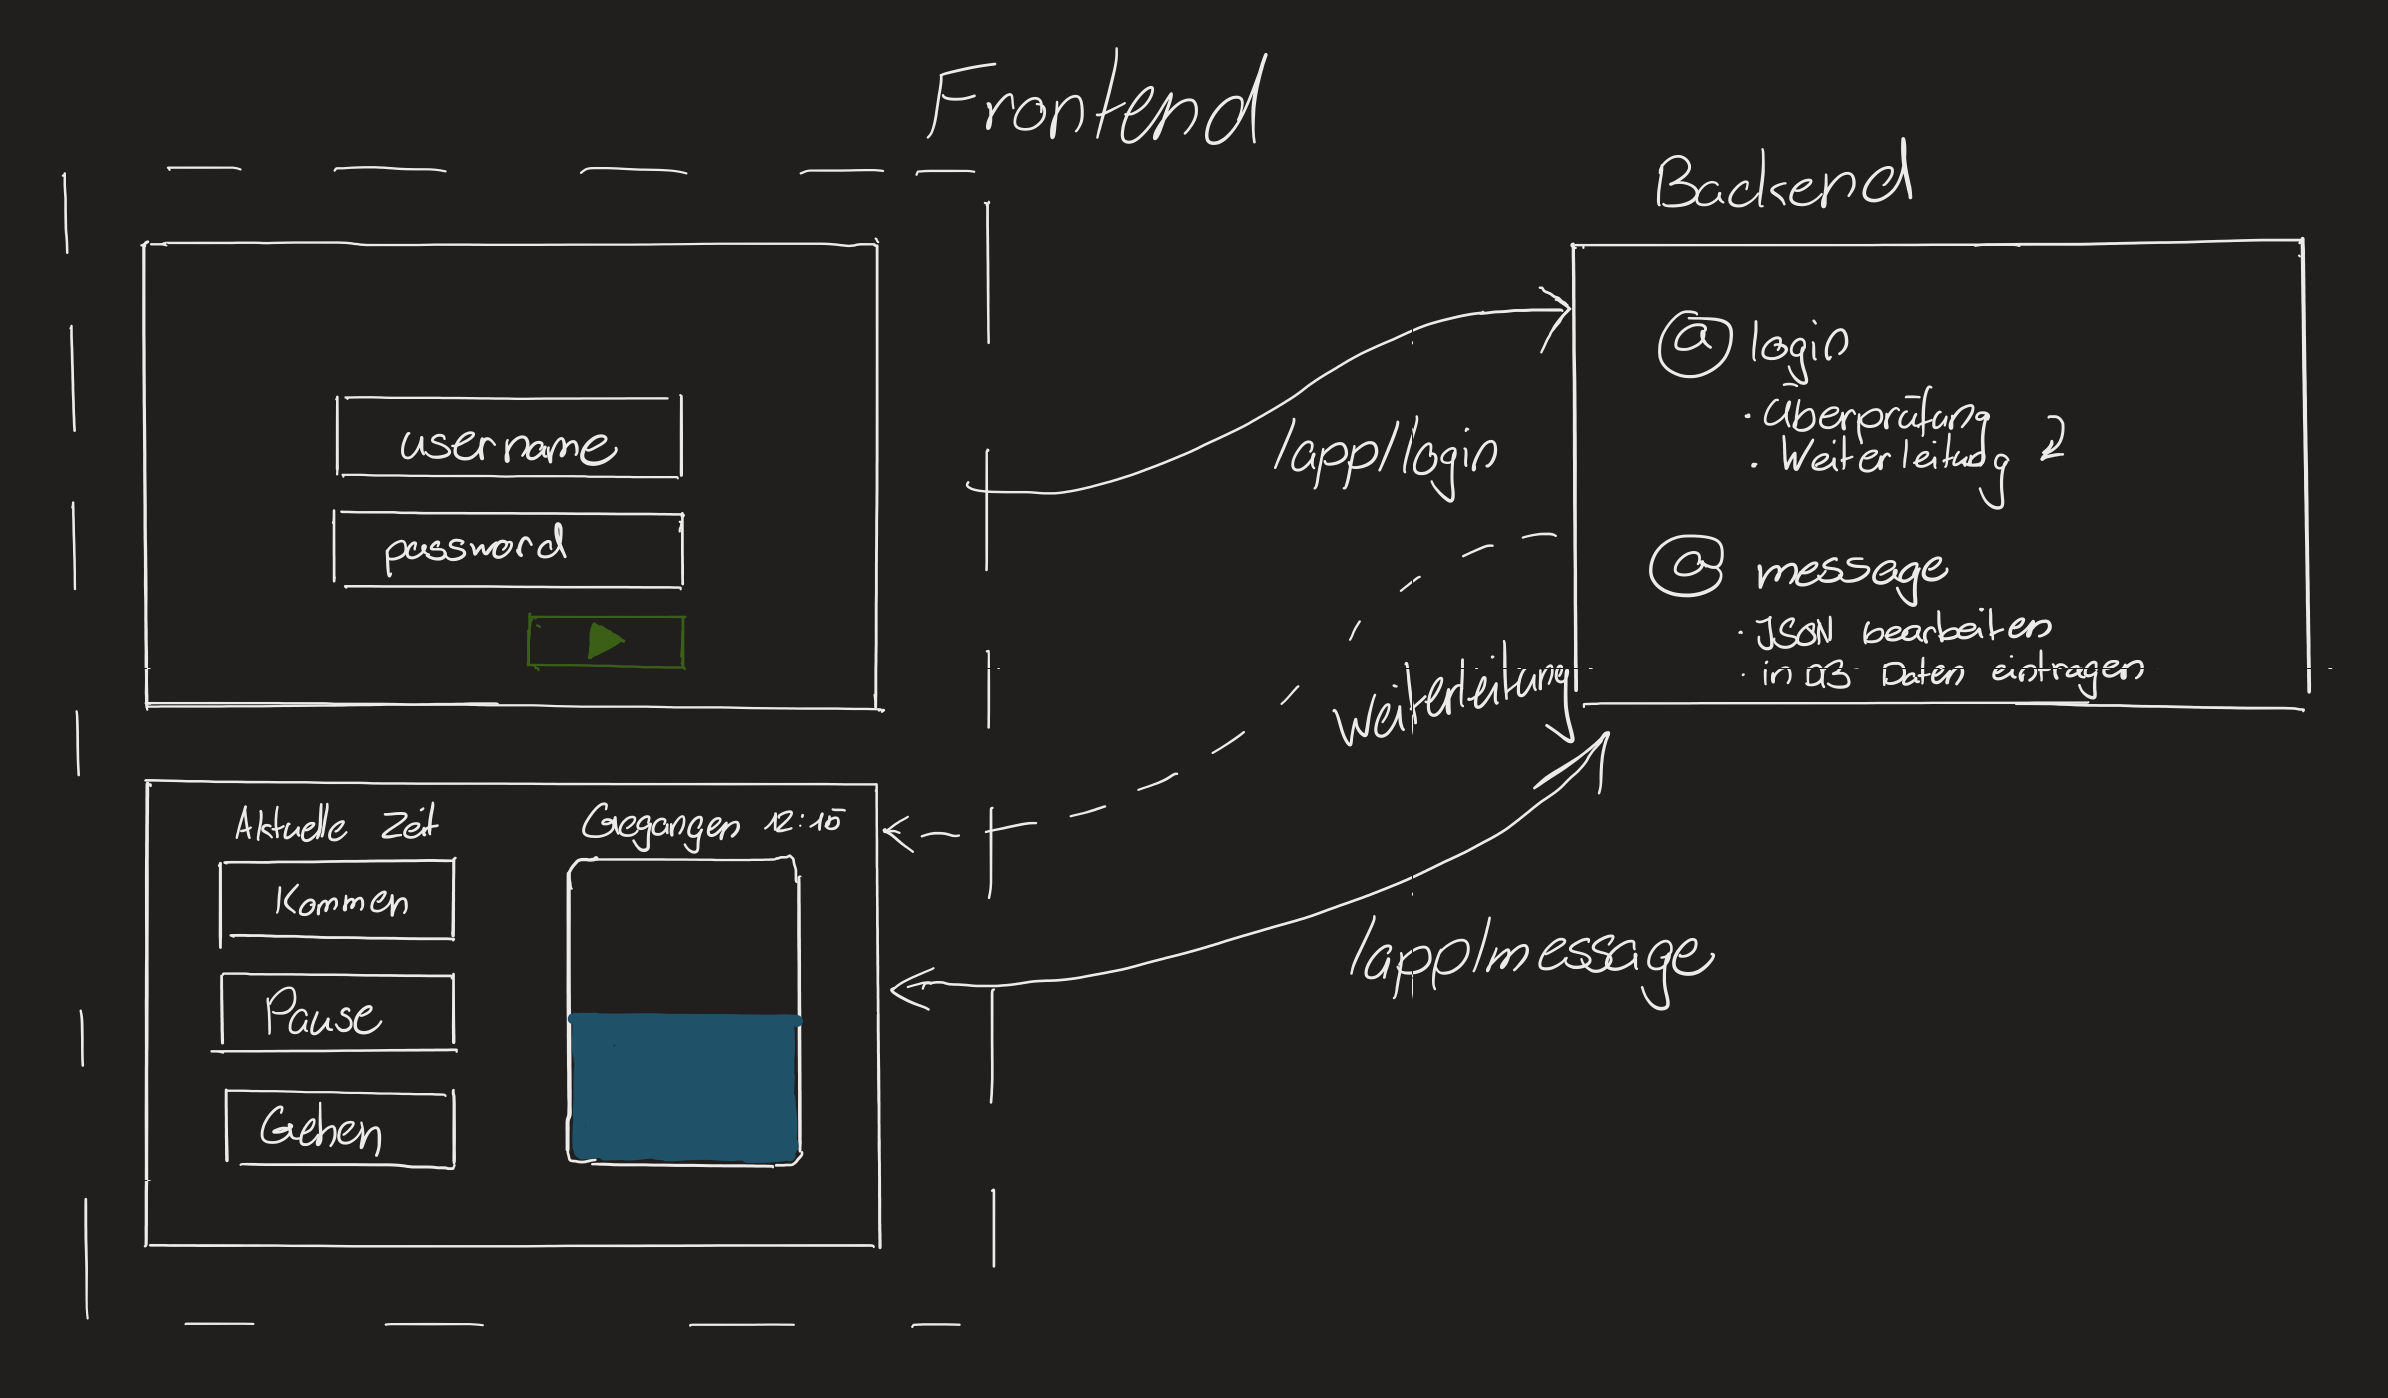 Frontend
username
password
Aktuelle Zeit
Kommen
Pause
Gehen
Gegangen 12:15
/app/login
weiterleitung
/app/message
Backend
@ login
· Überprüfung
· Weiterleitung 2
@ message
· JSON bearbeiten
· in DB Daten eintragen